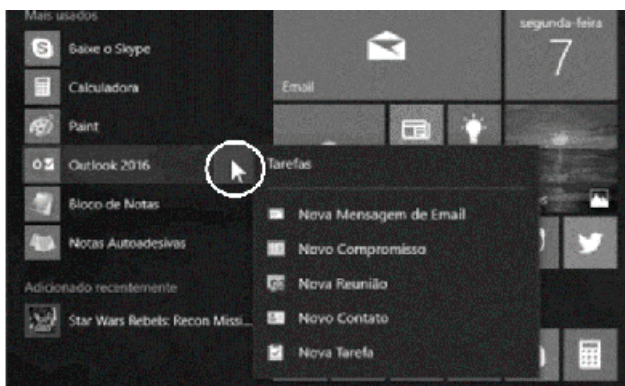 Mais usados
Baixe o Skype
Calculadora
Paint
Outlook 2016
Bloco de Notas
Notas Autoadesivas
Adicionado recentemente
Star Wars Rebels: Recon Missi...
Email
segunda-feira
7
Tarefas
Nova Mensagem de Email
Novo Compromisso
Nova Reunião
Novo Contato
Nova Tarefa